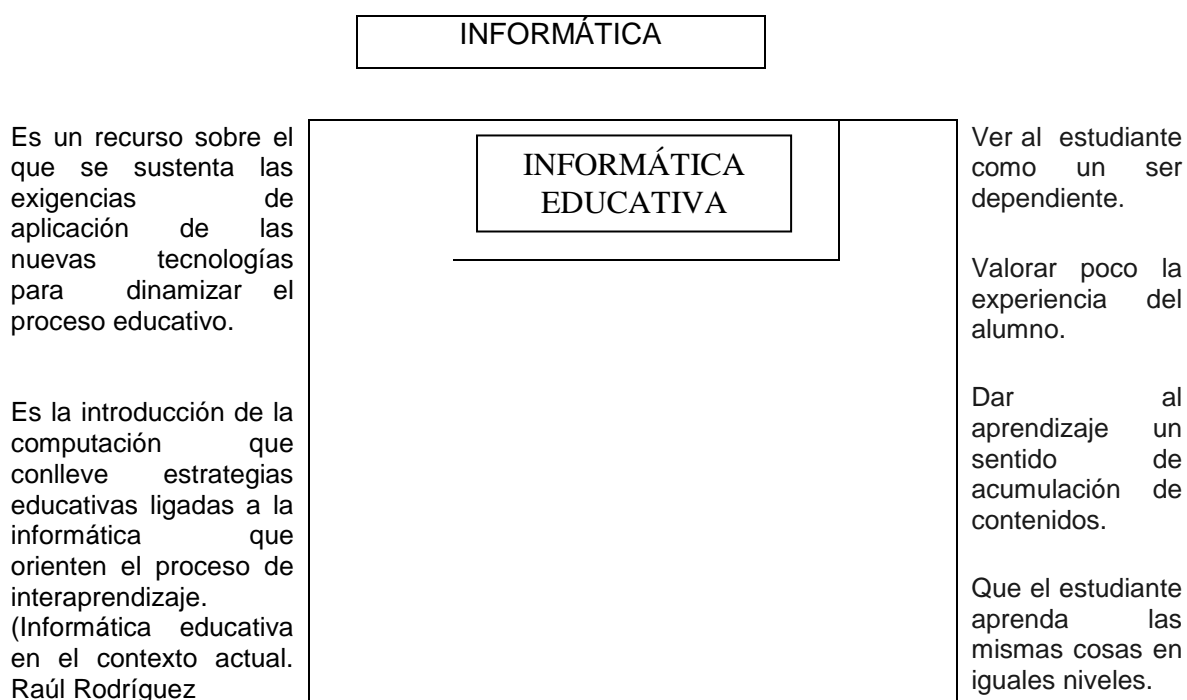 INFORMÁTICA
Es un recurso sobre el
que se sustenta las
exigencias de
aplicación de las
nuevas tecnologías
para dinamizar el
proceso educativo.
Es la introducción de la
computación que
conlleve estrategias
educativas ligadas a la
informática que
orienten el proceso de
interaprendizaje.
(Informática educativa
en el contexto actual.
Raúl Rodríguez
INFORMÁTICA
EDUCATIVA
Ver al estudiante
como un ser
dependiente.
Valorar poco la
experiencia del
alumno.
Dar al
aprendizaje un
sentido de
acumulación de
contenidos.
Que el estudiante
aprenda las
mismas cosas en
iguales niveles.